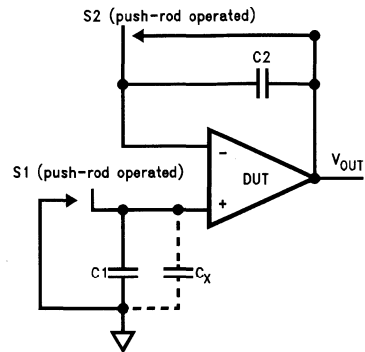 S2 (push-rod operated)
C2
-
S1 (push-rod operated)
DUT
VOUT
+
C1
CX